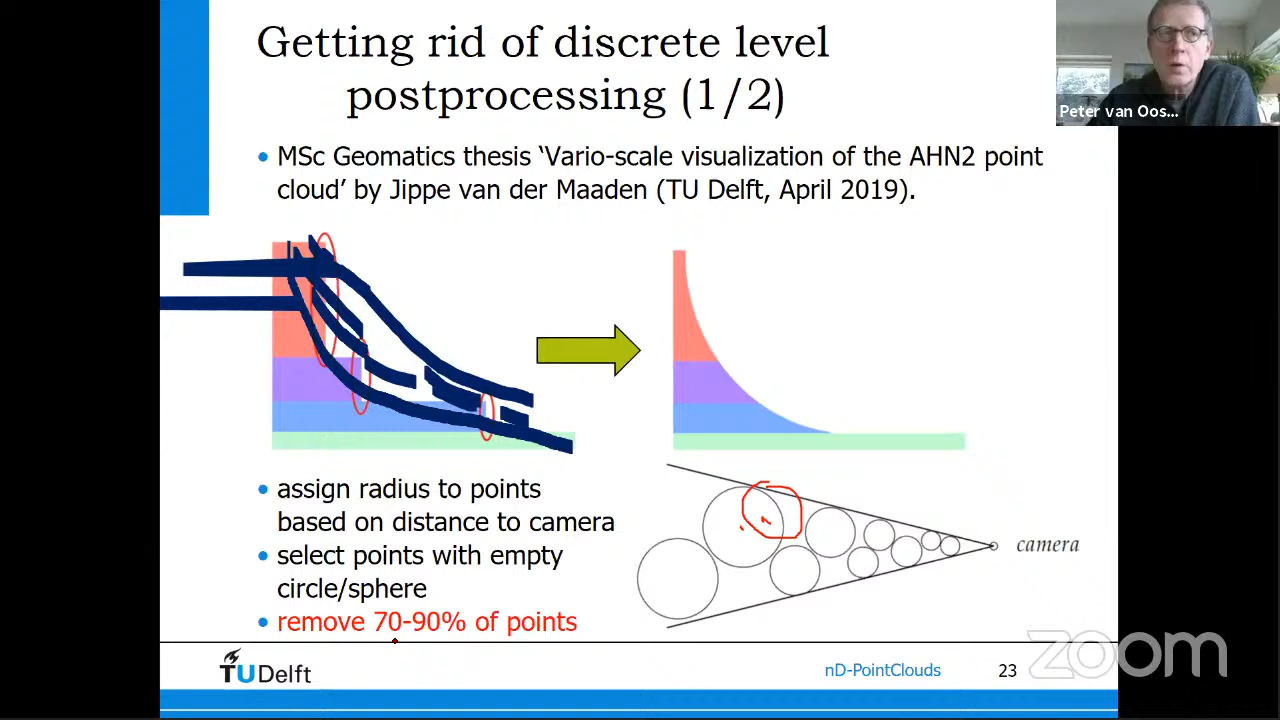 Getting rid of discrete level
postprocessing (1/2)
Peter van Oos...
• MSc Geomatics thesis ‘Vario-scale visualization of the AHN2 point
cloud’ by Jippe van der Maaden (TU Delft, April 2019).
• assign radius to points
based on distance to camera
• select points with empty
circle/sphere
• remove 70-90% of points
camera
TU Delft
nD-PointClouds
23
zoom